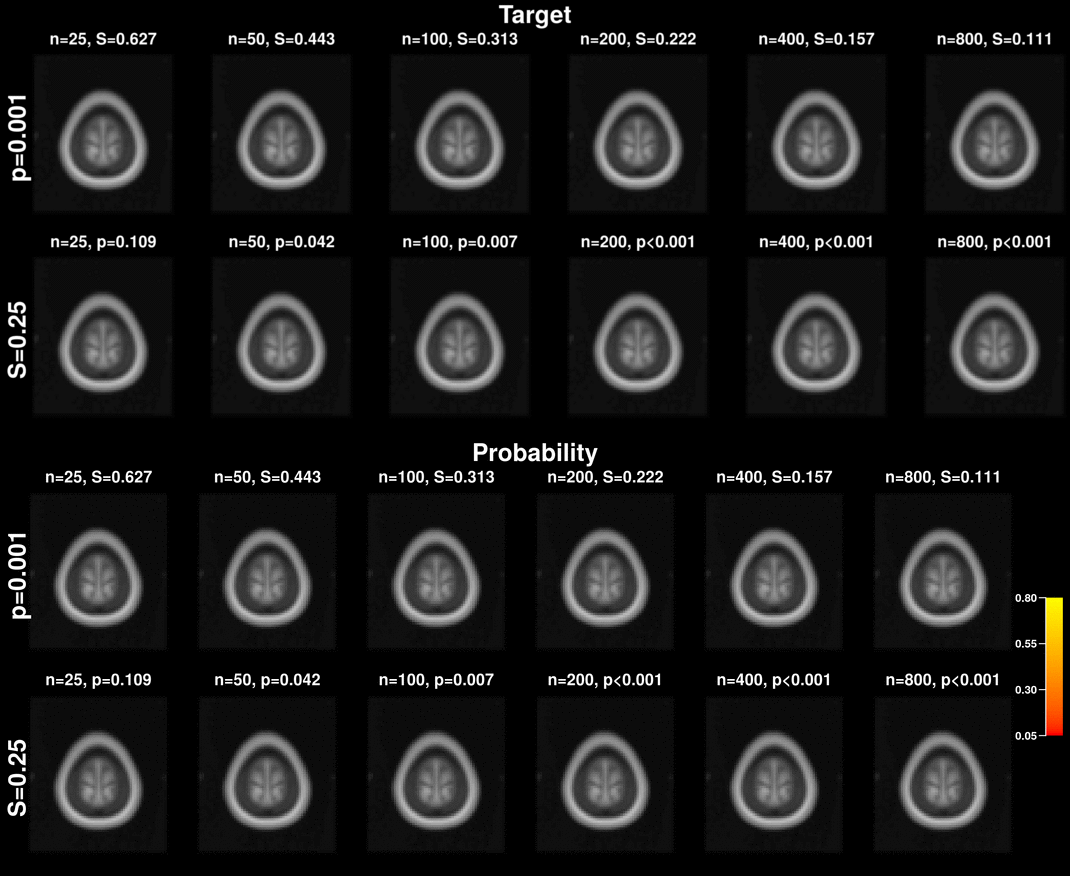 Target
n=25, S=0.627 n=50, S=0.443 n=100, S=0.313 n=200, S=0.222 n=400, S=0.157 n=800, S=0.111
p=0.001
n=25, p=0.109 n=50, p=0.042 n=100, p=0.007 n=200, p<0.001 n=400, p<0.001 n=800, p<0.001
S=0.25
Probability
n=25, S=0.627 n=50, S=0.443 n=100, S=0.313 n=200, S=0.222 n=400, S=0.157 n=800, S=0.111
p=0.001
n=25, p=0.109 n=50, p=0.042 n=100, p=0.007 n=200, p<0.001 n=400, p<0.001 n=800, p<0.001
S=0.25
0.80
0.55
0.30
0.05